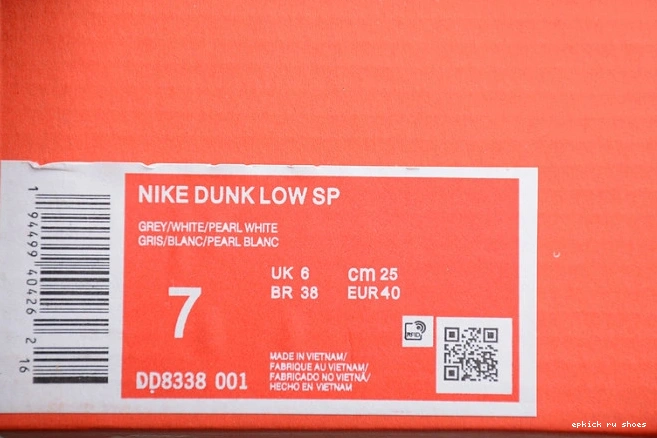 NIKE DUNK LOW SP
GREY/WHITE/PEARL WHITE
GRIS/BLANC/PEARL BLANC
7
UK 6 cm 25
BR 38 EUR 40
RFID
MADE IN VIETNAM/
FABRIQUE AU VIETNAM/
FABRICADO NO VIETNÃ/
HECHO EN VIETNAM
DD8338 001
1 94499 40426 2 16
epkick ru shoes